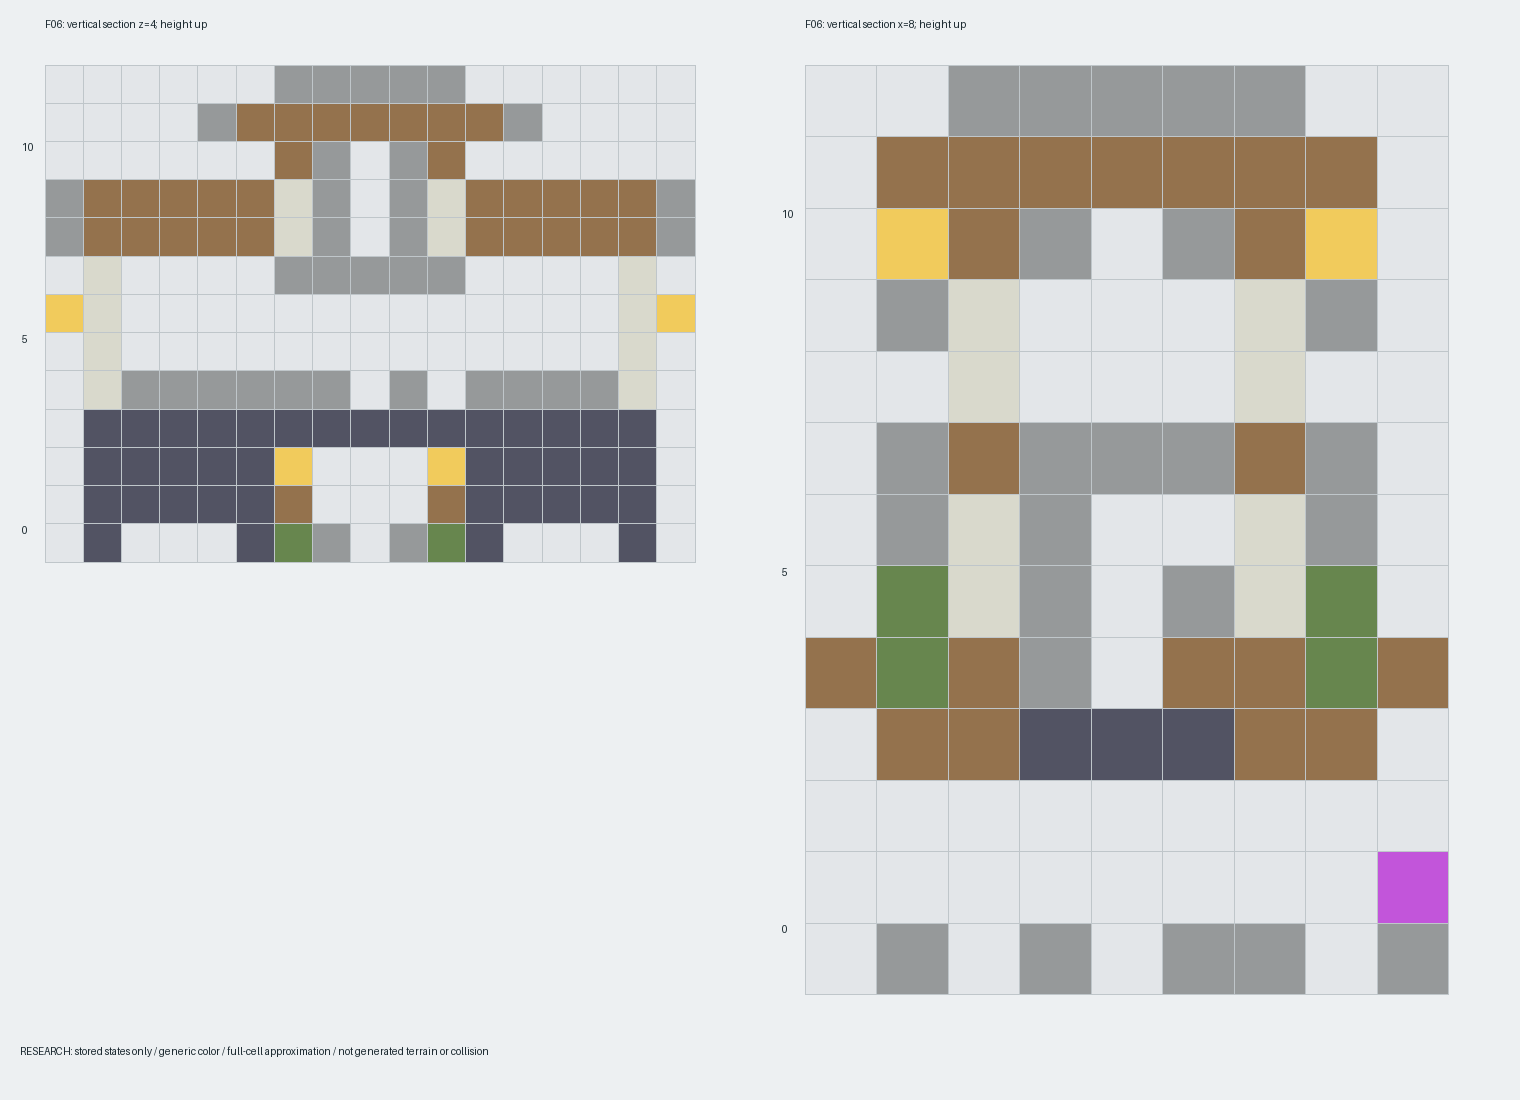 F06: vertical section z=4; height up
F06: vertical section x=8; height up
10
5
0
10
5
0
RESEARCH: stored states only / generic color / full-cell approximation / not generated terrain or collision